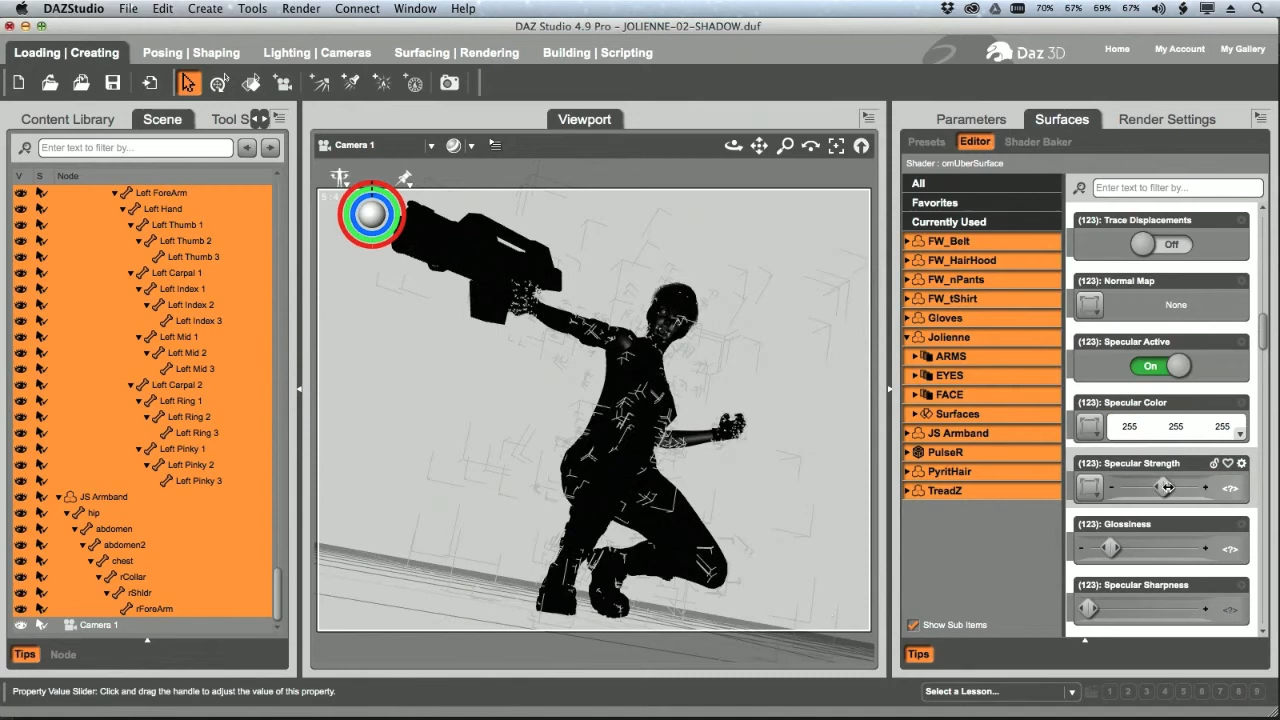 DAZStudio File Edit Create Tools Render Connect Window Help 70% 67% 69% 67%
DAZ Studio 4.9 Pro - JOLIENNE-02-SHADOW.duf
Loading | Creating Posing | Shaping Lighting | Cameras Surfacing | Rendering Building | Scripting Daz 3D Home My Account My Gallery
Content Library Scene Tool S
Enter text to filter by...
V S Node
Left ForeArm
Left Hand
Left Thumb 1
Left Thumb 2
Left Thumb 3
Left Carpal 1
Left Index 1
Left Index 2
Left Index 3
Left Mid 1
Left Mid 2
Left Mid 3
Left Carpal 2
Left Ring 1
Left Ring 2
Left Ring 3
Left Pinky 1
Left Pinky 2
Left Pinky 3
JS Armband
hip
abdomen
abdomen2
chest
rCollar
rShldr
rForeArm
Camera 1
Tips Node
Viewport
Camera 1
Parameters Surfaces Render Settings
Presets Editor Shader Baker
Shader : omUberSurface
All
Favorites
Currently Used
FW_Belt
FW_HairHood
FW_nPants
FW_tShirt
Gloves
Jolienne
ARMS
EYES
FACE
Surfaces
JS Armband
PulseR
PyritHair
TreadZ
Show Sub Items
Tips
Enter text to filter by...
(123): Trace Displacements
Off
(123): Normal Map
None
(123): Specular Active
On
(123): Specular Color
255 255 255
(123): Specular Strength
- + <?>
(123): Glossiness
- + <?>
(123): Specular Sharpness
+ <?>
Property Value Slider: Click and drag the handle to adjust the value of this property.
Select a Lesson... 1 2 3 4 5 6 7 8 9